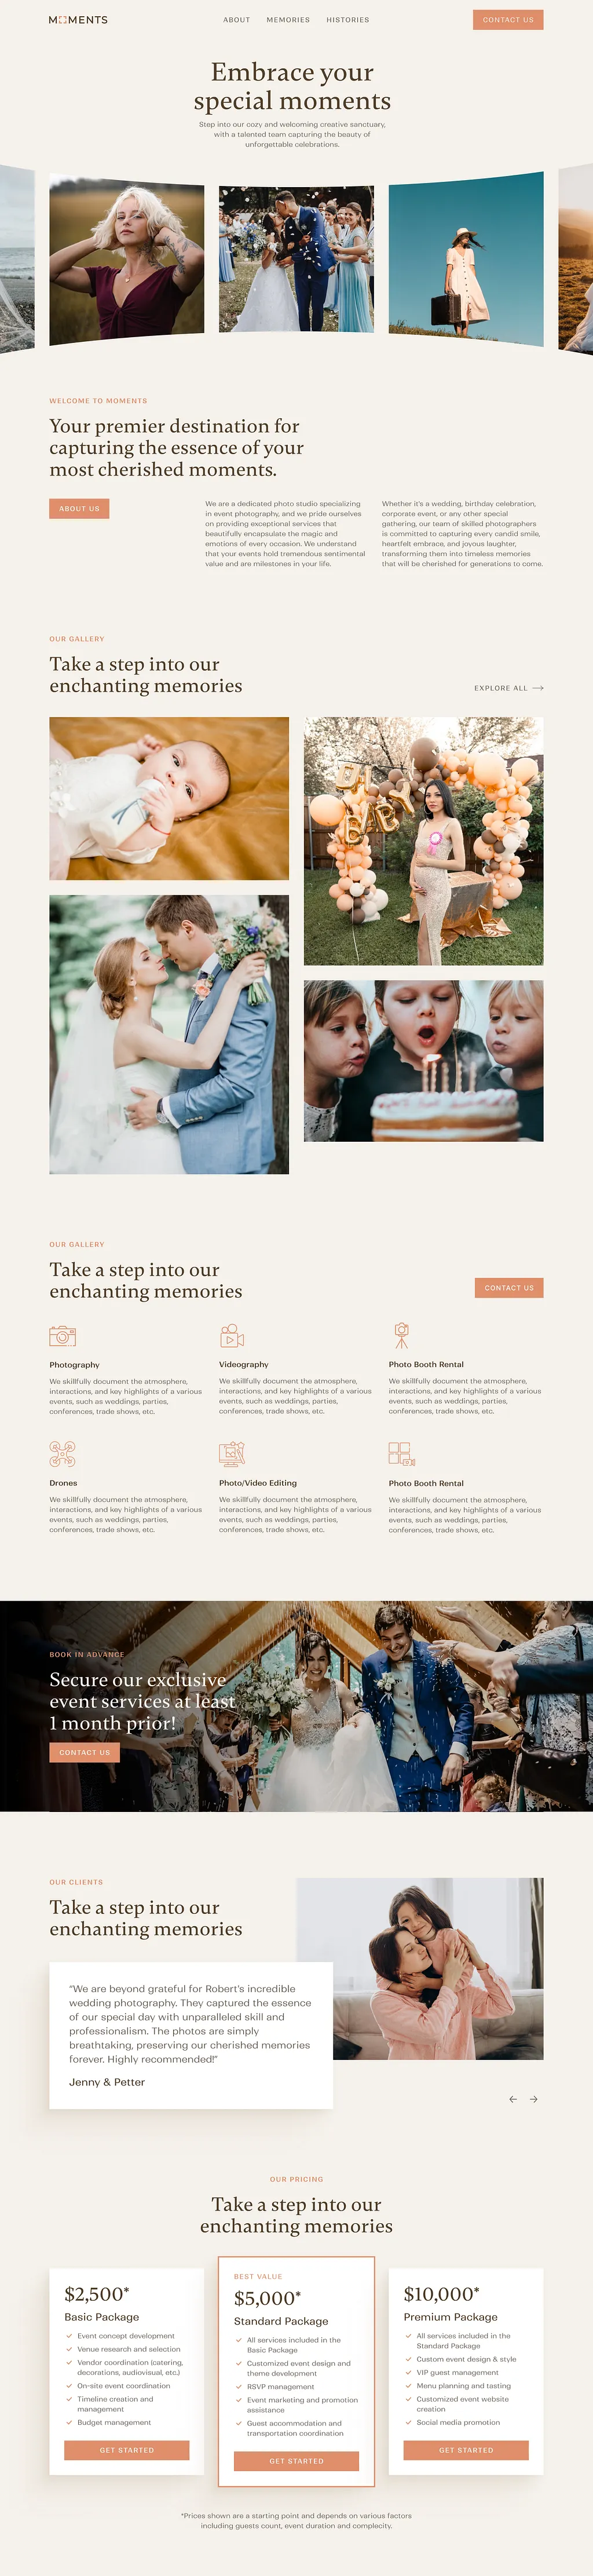 MOMENTS
ABOUT
MEMORIES
HISTORIES
CONTACT US
Embrace your
special moments
Step into our cozy and welcoming creative sanctuary,
with a talented team capturing the beauty of
unforgettable celebrations.
WELCOME TO MOMENTS
Your premier destination for
capturing the essence of your
most cherished moments.
ABOUT US
We are a dedicated photo studio specializing
in event photography, and we pride ourselves
on providing exceptional services that
beautifully encapsulate the magic and
emotions of every occasion. We understand
that your events hold tremendous sentimental
value and are milestones in your life.
Whether it's a wedding, birthday celebration,
corporate event, or any other special
gathering, our team of skilled photographers
is committed to capturing every candid smile,
heartfelt embrace, and joyous laughter,
transforming them into timeless memories
that will be cherished for generations to come.
OUR GALLERY
Take a step into our
enchanting memories
EXPLORE ALL
BABY
OUR GALLERY
Take a step into our
enchanting memories
CONTACT US
Photography
We skillfully document the atmosphere,
interactions, and key highlights of a various
events, such as weddings, parties,
conferences, trade shows, etc.
Videography
We skillfully document the atmosphere,
interactions, and key highlights of a various
events, such as weddings, parties,
conferences, trade shows, etc.
Photo Booth Rental
We skillfully document the atmosphere,
interactions, and key highlights of a various
events, such as weddings, parties,
conferences, trade shows, etc.
Drones
We skillfully document the atmosphere,
interactions, and key highlights of a various
events, such as weddings, parties,
conferences, trade shows, etc.
Photo/Video Editing
We skillfully document the atmosphere,
interactions, and key highlights of a various
events, such as weddings, parties,
conferences, trade shows, etc.
Photo Booth Rental
We skillfully document the atmosphere,
interactions, and key highlights of a various
events, such as weddings, parties,
conferences, trade shows, etc.
BOOK IN ADVANCE
Secure our exclusive
event services at least
1 month prior!
CONTACT US
OUR CLIENTS
Take a step into our
enchanting memories
“We are beyond grateful for Robert's incredible
wedding photography. They captured the essence
of our special day with unparalleled skill and
professionalism. The photos are simply
breathtaking, preserving our cherished memories
forever. Highly recommended!”
Jenny & Petter
OUR PRICING
Take a step into our
enchanting memories
$2,500*
Basic Package
Event concept development
Venue research and selection
Vendor coordination (catering,
decorations, audiovisual, etc.)
On-site event coordination
Timeline creation and
management
Budget management
GET STARTED
BEST VALUE
$5,000*
Standard Package
All services included in the
Basic Package
Customized event design and
theme development
RSVP management
Event marketing and promotion
assistance
Guest accommodation and
transportation coordination
GET STARTED
$10,000*
Premium Package
All services included in the
Standard Package
Custom event design & style
VIP guest management
Menu planning and tasting
Customized event website
creation
Social media promotion
GET STARTED
*Prices shown are a starting point and depends on various factors
including guests count, event duration and complecity.